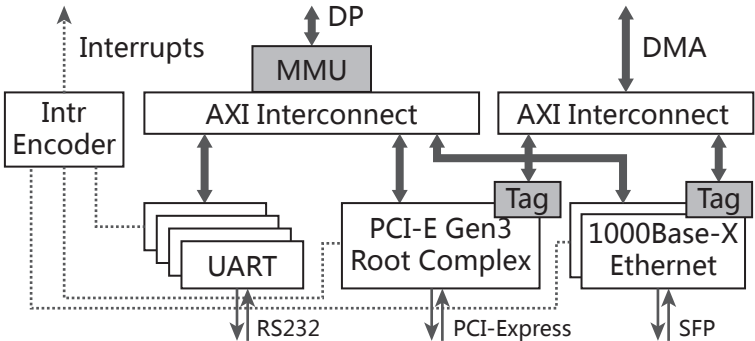 DP
Interrupts
DMA
MMU
Intr
Encoder
AXI Interconnect
AXI Interconnect
Tag
Tag
PCI-E Gen3
Root Complex
1000Base-X
Ethernet
UART
RS232
PCI-Express
SFP